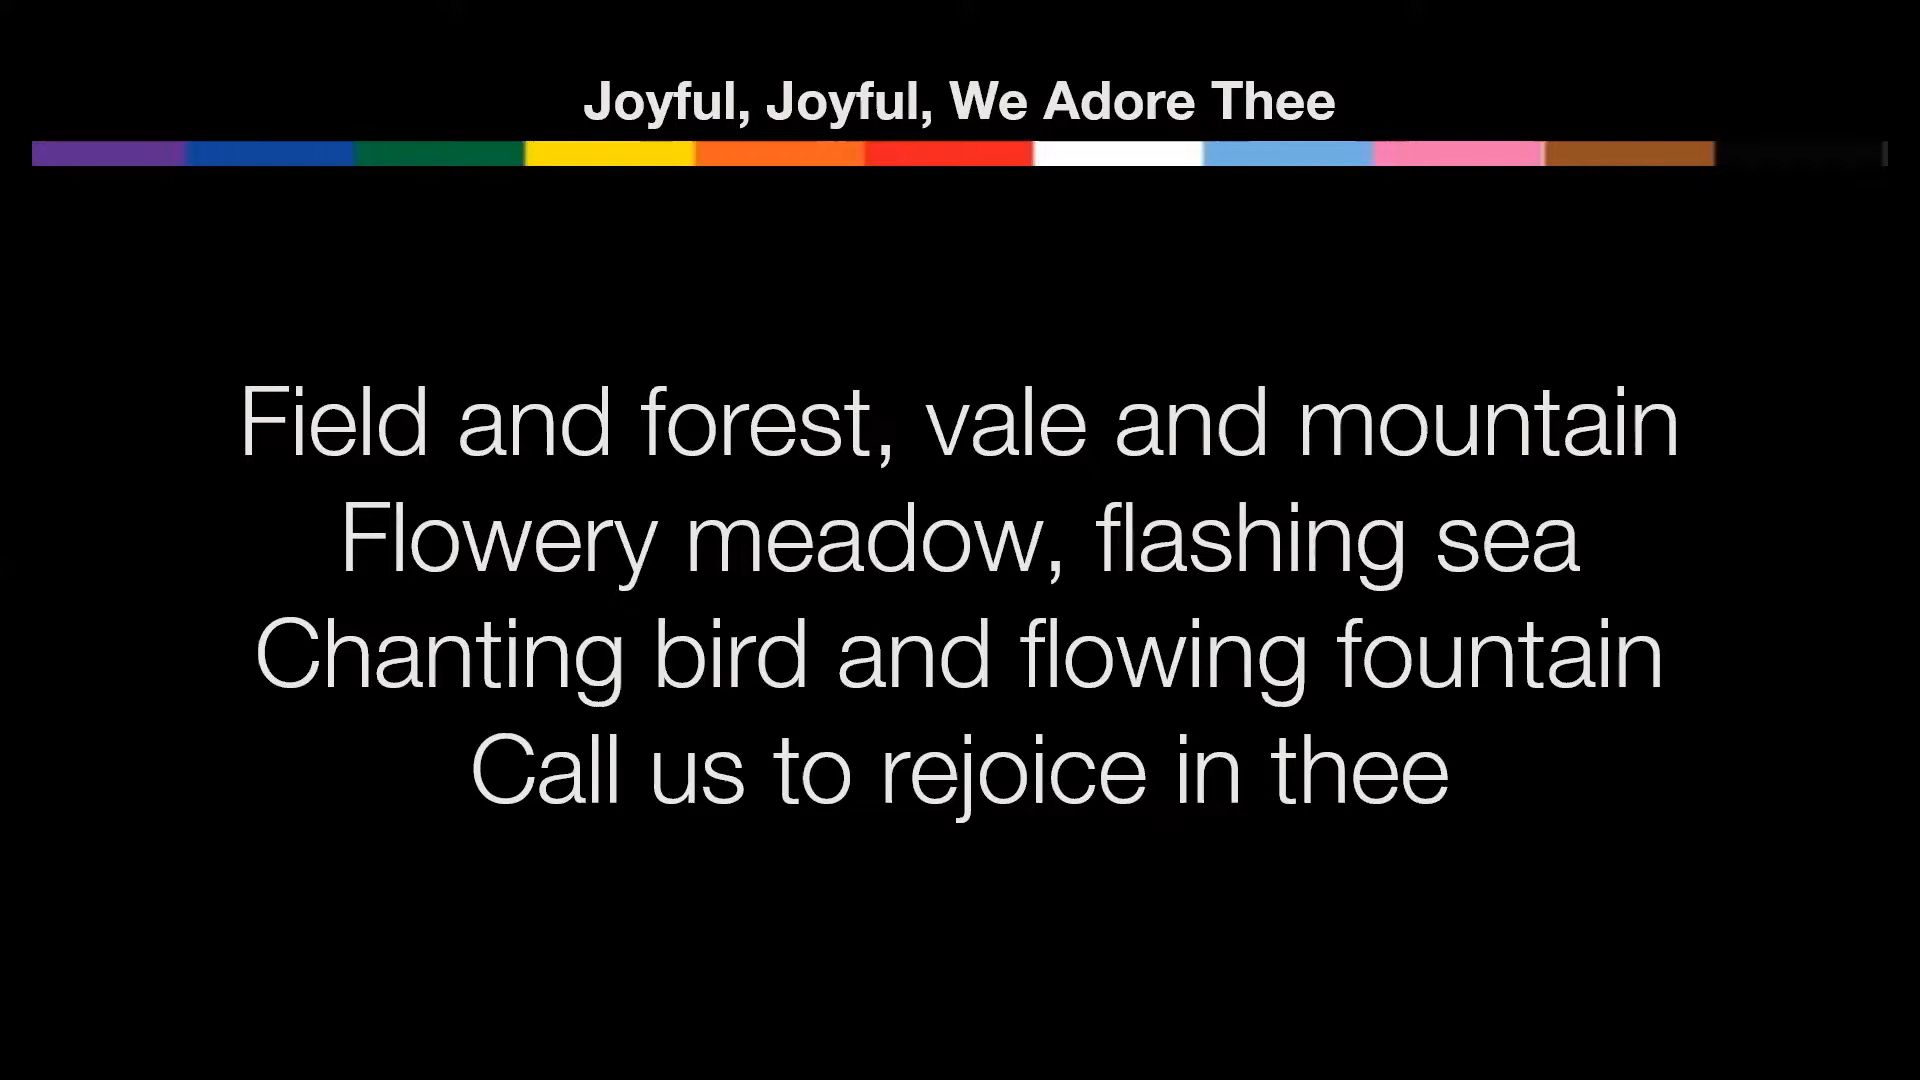 Joyful, Joyful, We Adore Thee
Field and forest, vale and mountain
Flowery meadow, flashing sea
Chanting bird and flowing fountain
Call us to rejoice in thee